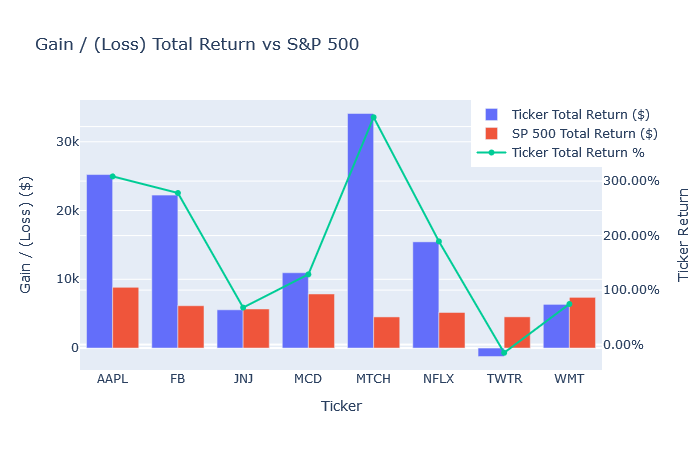 Gain / (Loss) Total Return vs S&P 500
Ticker Total Return ($)
SP 500 Total Return ($)
Ticker Total Return %
30k
20k
10k
0
Gain / (Loss) ($)
300.00%
200.00%
100.00%
0.00%
Ticker Return
AAPL FB JNJ MCD MTCH NFLX TWTR WMT
Ticker